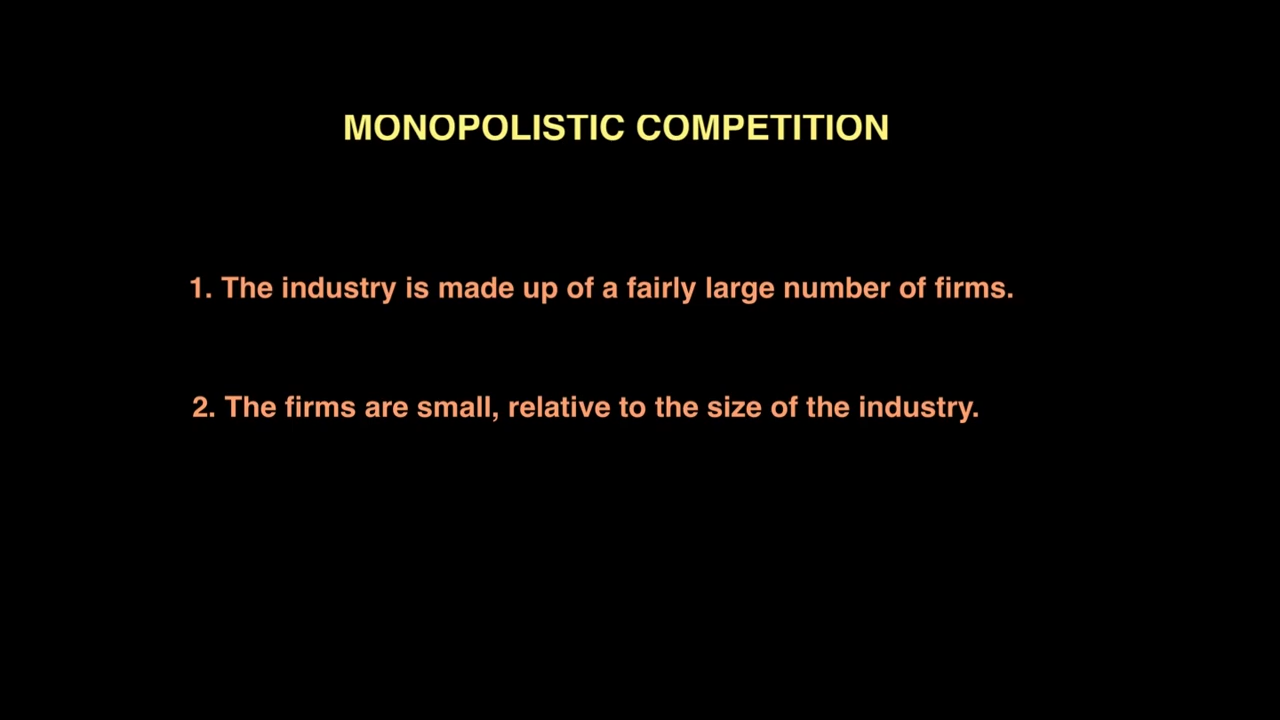 MONOPOLISTIC COMPETITION
1. The industry is made up of a fairly large number of firms.
2. The firms are small, relative to the size of the industry.